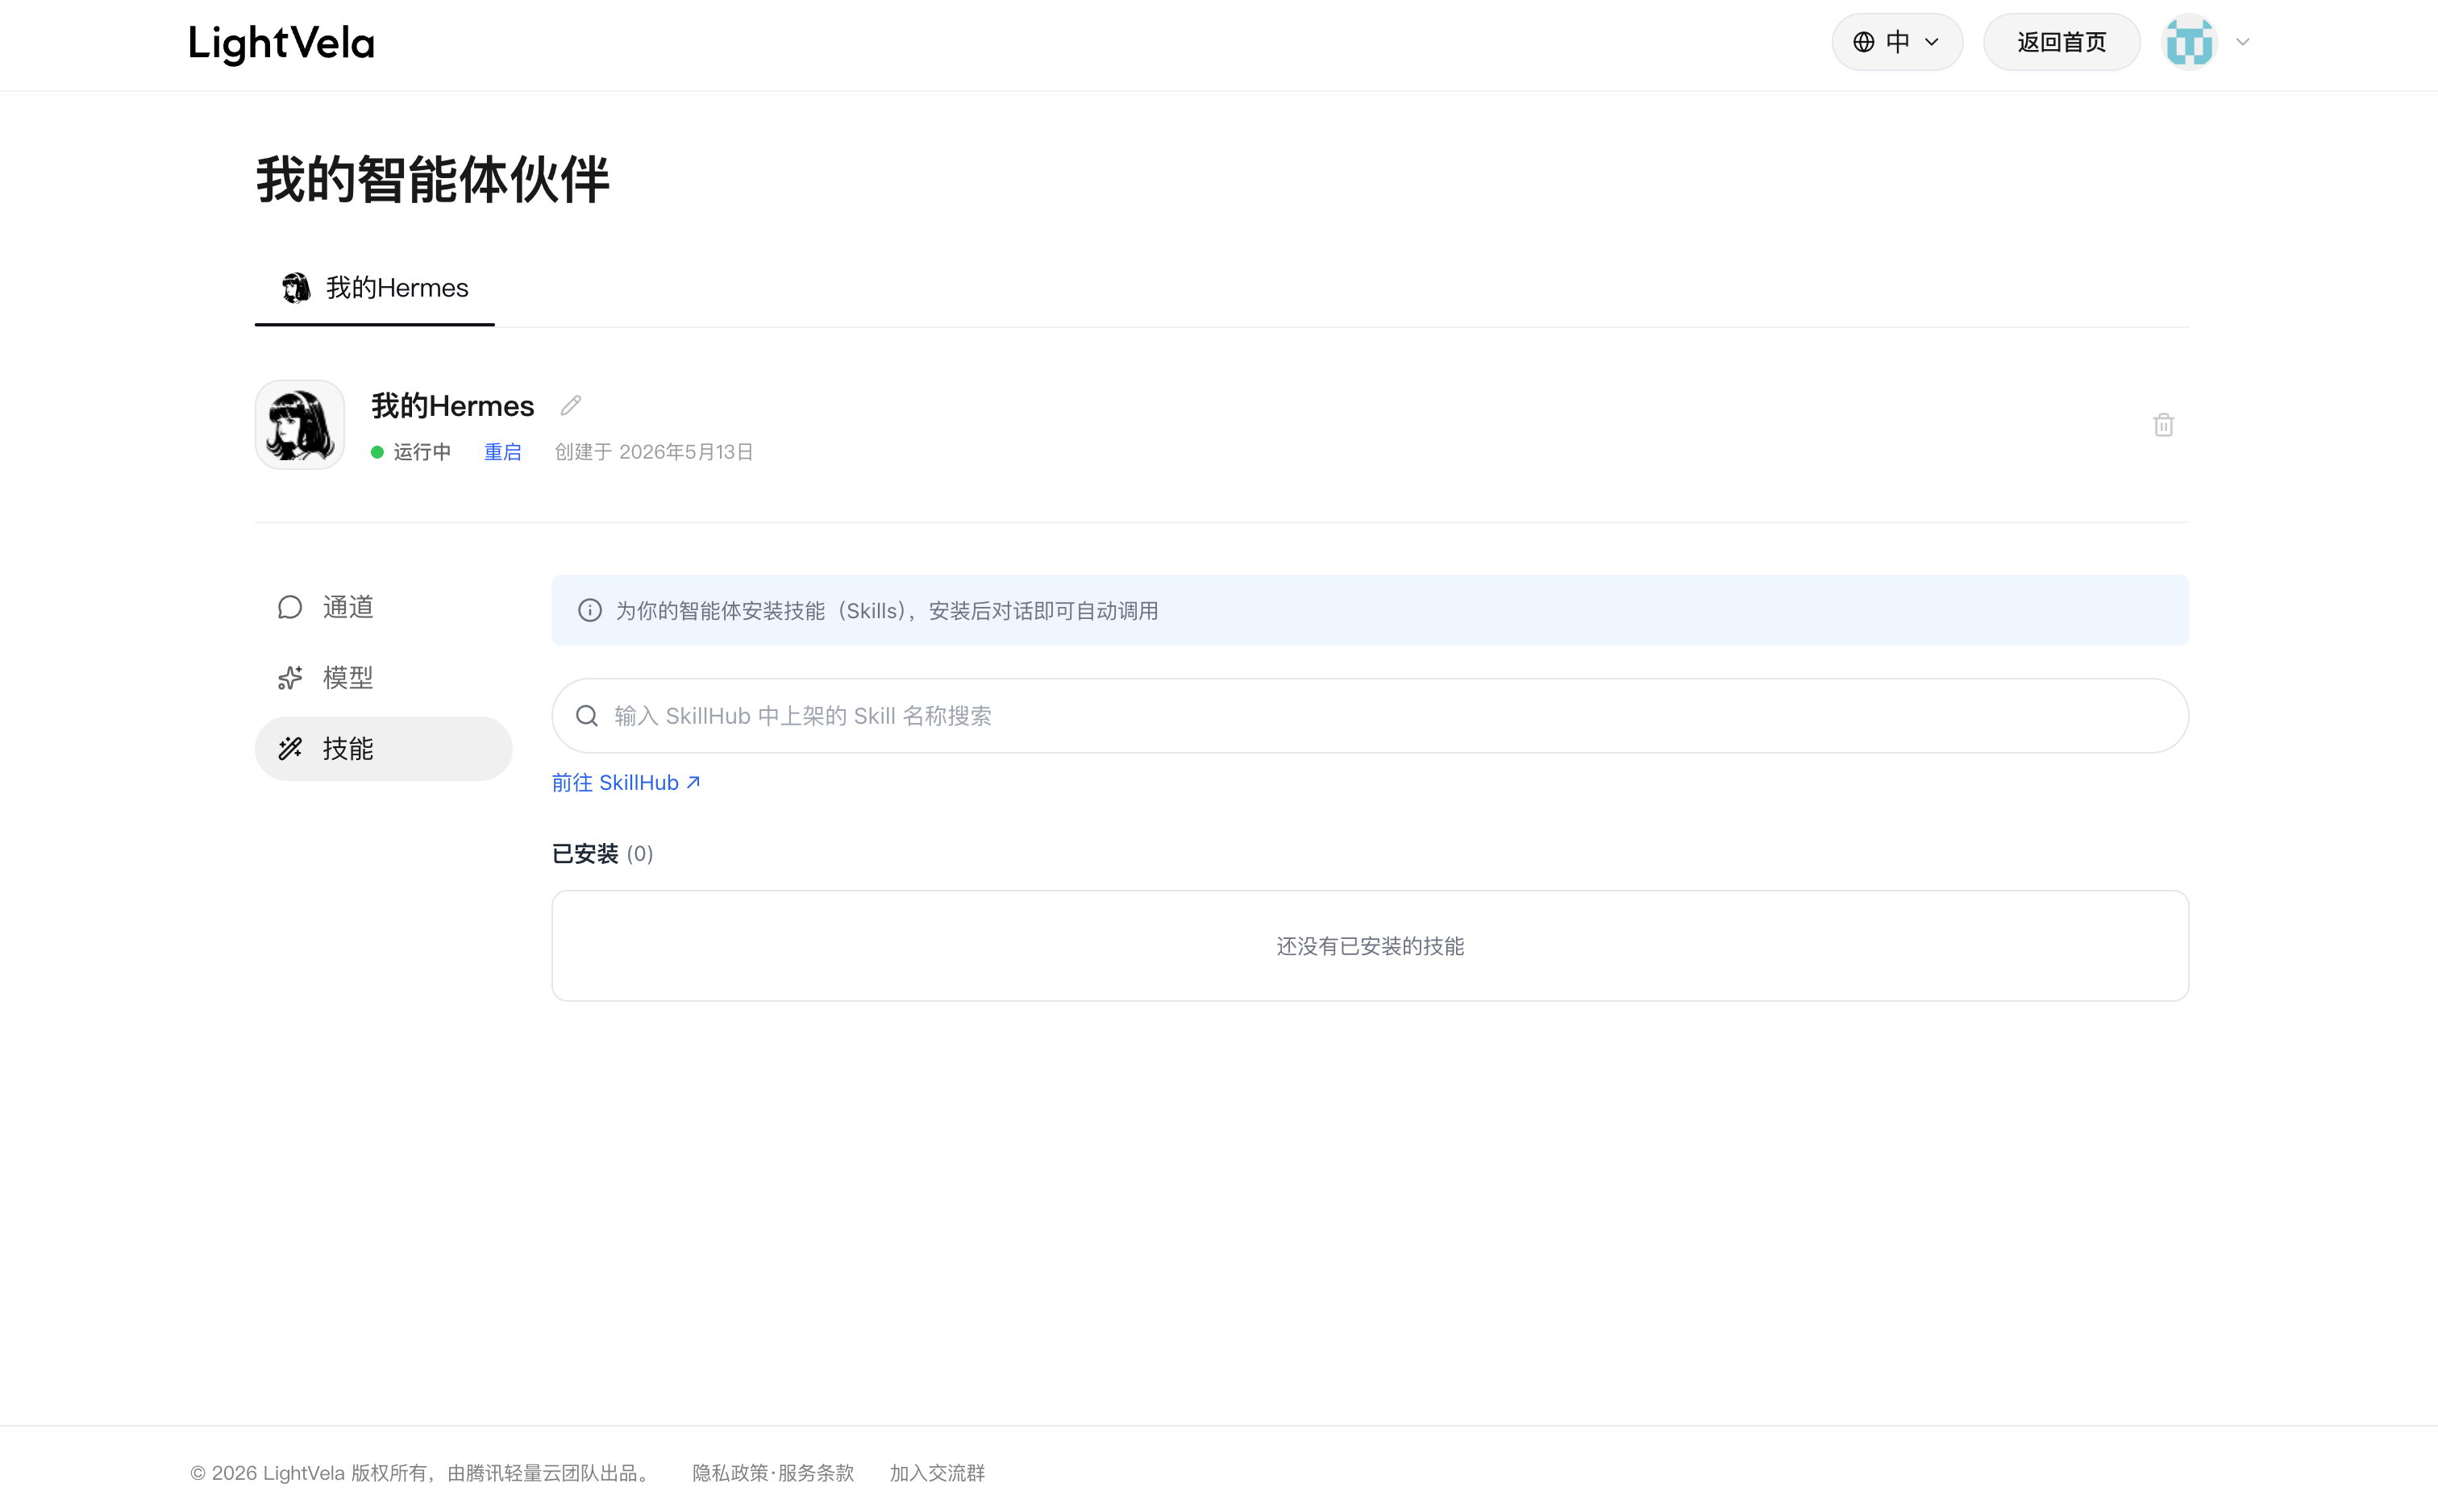 LightVela
中
返回首页
我的智能体伙伴
我的Hermes
我的Hermes
运行中 重启 创建于 2026年5月13日
通道
模型
技能
为你的智能体安装技能（Skills），安装后对话即可自动调用
输入 SkillHub 中上架的 Skill 名称搜索
前往 SkillHub ↗
已安装 (0)
还没有已安装的技能
© 2026 LightVela 版权所有，由腾讯轻量云团队出品。 隐私政策·服务条款 加入交流群